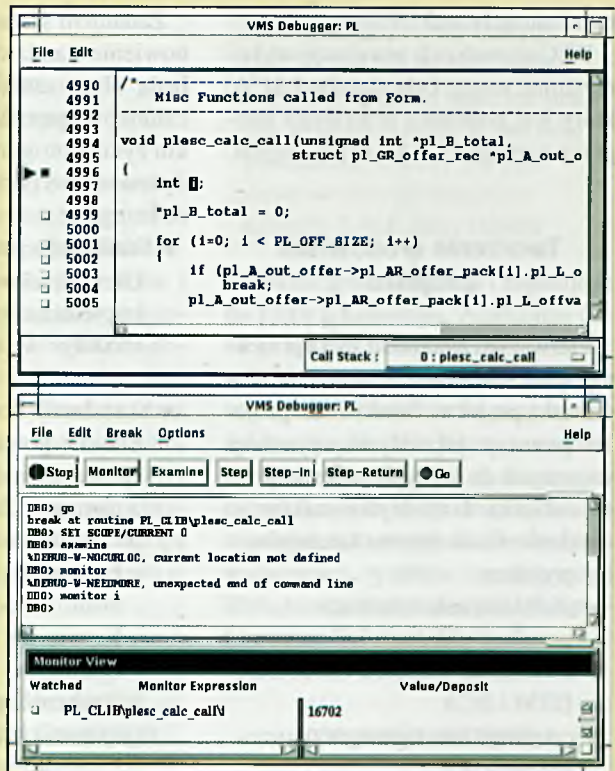 VMS Debugger: PL
File Edit Help
4990 /*-----------------------------------------
4991 Misc Functions called from Form.
4992 -----------------------------------------
4993
4994 void plesc_calc_call(unsigned int *pl_B_total,
4995 struct pl_GR_offer_rec *pl_A_out_o
4996 {
4997 int i;
4998
4999 *pl_B_total = 0;
5000
5001 for (i=0; i < PL_OFF_SIZE; i++)
5002 {
5003 if (pl_A_out_offer->pl_AR_offer_pack[i].pl_L_o
5004 break;
5005 pl_A_out_offer->pl_AR_offer_pack[i].pl_L_offva
Call Stack : 0 : plesc_calc_call
VMS Debugger: PL
File Edit Break Options Help
Stop Monitor Examine Step Step-In Step-Return Go
DBG> go
break at routine PL_CLIB\plesc_calc_call
DBG> SET SCOPE/CURRENT 0
DBG> examine
%DEBUG-W-NOCURLOC, current location not defined
DBG> monitor
%DEBUG-W-NEEDMORE, unexpected end of command line
DBG> monitor i
DBG>
Monitor View
Watched Monitor Expression Value/Deposit
PL_CLIB\plesc_calc_call\i 16702